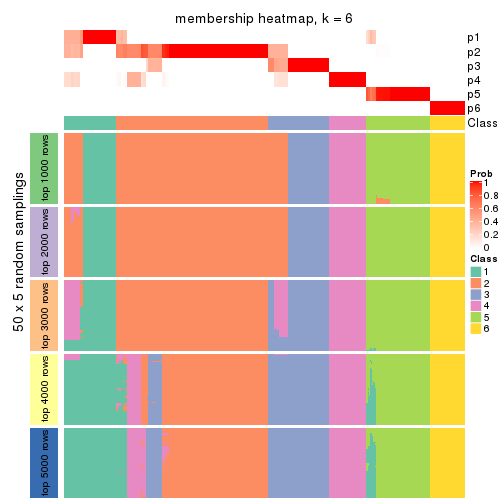 membership heatmap, k = 6
p1
p2
p3
p4
p5
p6
Class
50 x 5 random samplings
top 1000 rows
top 2000 rows
top 3000 rows
top 4000 rows
top 5000 rows
Prob
1
0.8
0.6
0.4
0.2
0
Class
1
2
3
4
5
6